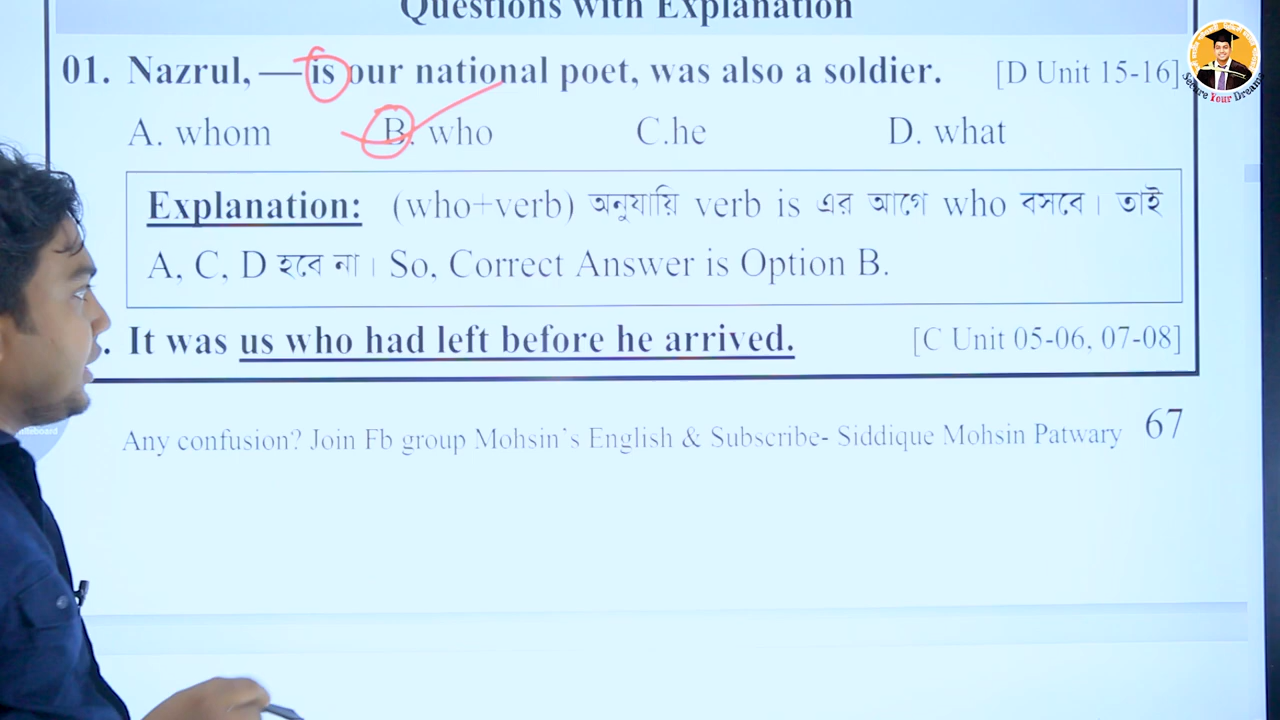 Questions with Explanation
01. Nazrul, — is our national poet, was also a soldier. [D Unit 15-16]
A. whom B. who C.he D. what
Explanation: (who+verb) অনুযায়ি verb is এর আগে who বসবে। তাই
A, C, D হবে না। So, Correct Answer is Option B.
. It was us who had left before he arrived. [C Unit 05-06, 07-08]
Any confusion? Join Fb group Mohsin's English & Subscribe- Siddique Mohsin Patwary 67
Secure Your Dreams